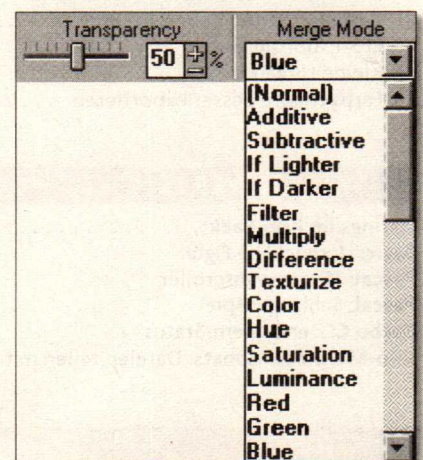 Transparency
Merge Mode
50 %
Blue
(Normal)
Additive
Subtractive
If Lighter
If Darker
Filter
Multiply
Difference
Texturize
Color
Hue
Saturation
Luminance
Red
Green
Blue